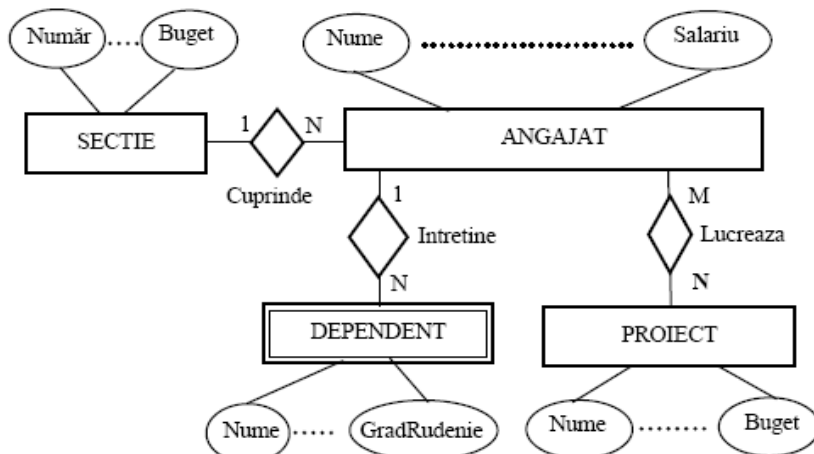 Număr ..... Buget
Nume Salariu
SECTIE 1 N ANGAJAT
Cuprinde
1 M
Intretine Lucreaza
N N
DEPENDENT PROIECT
Nume ..... GradRudenie Nume ........ Buget